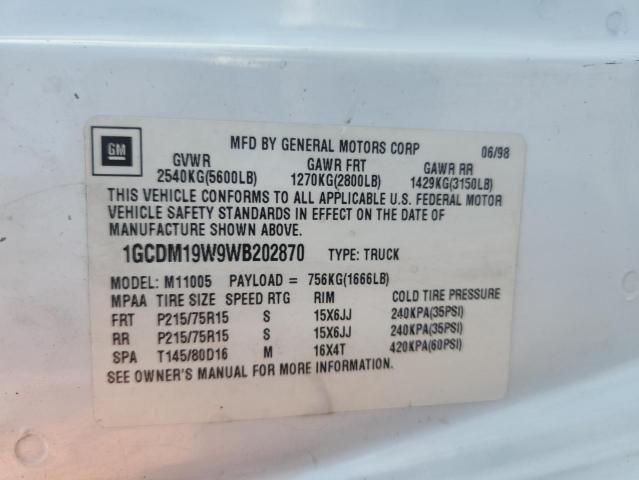 GM
MFD BY GENERAL MOTORS CORP 06/98
GVWR GAWR FRT GAWR RR
2540KG(5600LB) 1270KG(2800LB) 1429KG(3150LB)
THIS VEHICLE CONFORMS TO ALL APPLICABLE U.S. FEDERAL MOTOR
VEHICLE SAFETY STANDARDS IN EFFECT ON THE DATE OF
MANUFACTURE SHOWN ABOVE.
1GCDM19W9WB202870 TYPE: TRUCK
MODEL: M11005 PAYLOAD = 756KG(1666LB)
MPAA TIRE SIZE SPEED RTG RIM COLD TIRE PRESSURE
FRT P215/75R15 S 15X6JJ 240KPA(35PSI)
RR P215/75R15 S 15X6JJ 240KPA(35PSI)
SPA T145/80D16 M 16X4T 420KPA(60PSI)
SEE OWNER'S MANUAL FOR MORE INFORMATION.